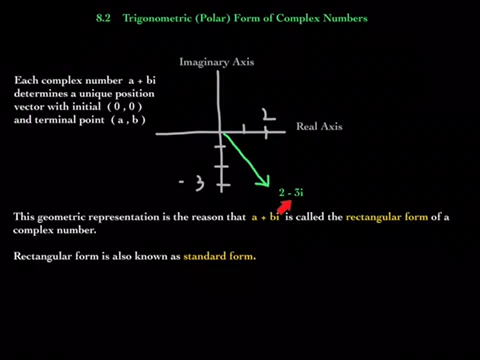 8.2 Trigonometric (Polar) Form of Complex Numbers
Imaginary Axis
Each complex number a + bi
determines a unique position
vector with initial ( 0 , 0 )
and terminal point ( a , b )
2
Real Axis
- 3
2 - 3i
This geometric representation is the reason that a + bi is called the rectangular form of a
complex number.
Rectangular form is also known as standard form.